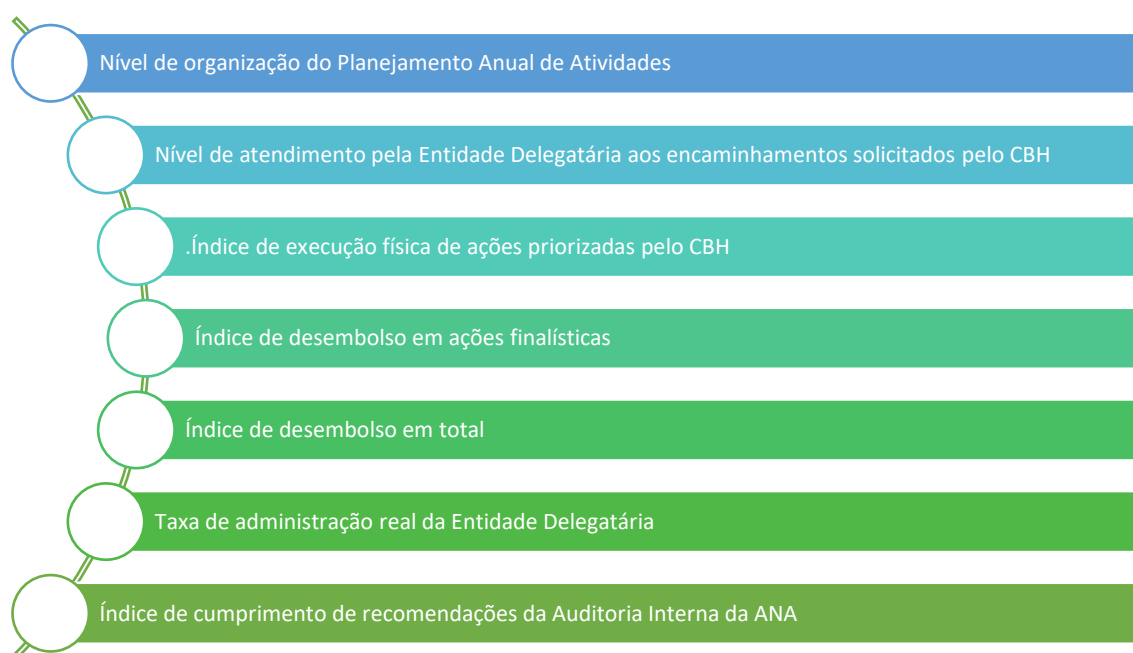 Nível de organização do Planejamento Anual de Atividades
Nível de atendimento pela Entidade Delegatária aos encaminhamentos solicitados pelo CBH
.Índice de execução física de ações priorizadas pelo CBH
Índice de desembolso em ações finalísticas
Índice de desembolso em total
Taxa de administração real da Entidade Delegatária
Índice de cumprimento de recomendações da Auditoria Interna da ANA